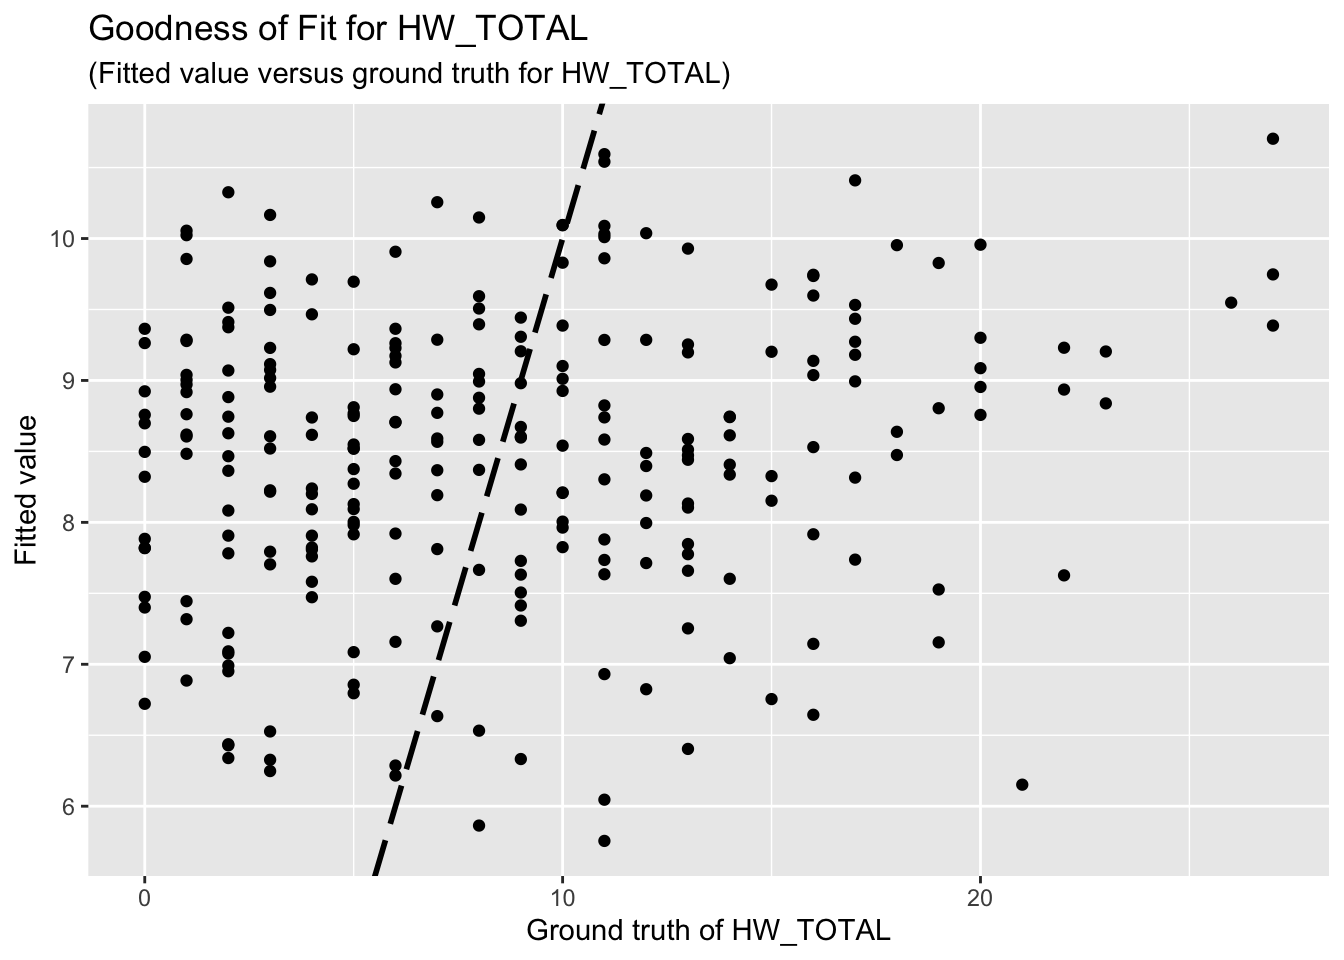 Goodness of Fit for HW_TOTAL
(Fitted value versus ground truth for HW_TOTAL)
Fitted value
10
9
8
7
6
0
10
20
Ground truth of HW_TOTAL